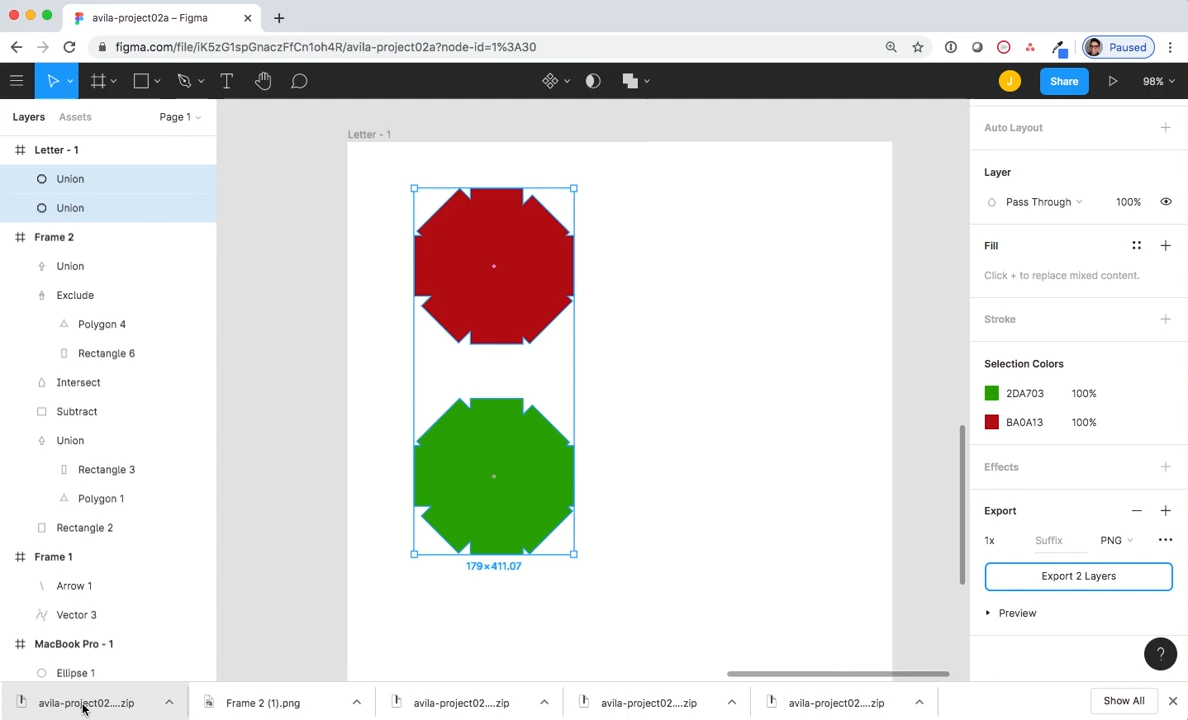 avila-project02a – Figma
figma.com/file/iK5zG1spGnaczFfCn1oh4R/avila-project02a?node-id=1%3A30
Paused
J
Share
98%
Layers
Assets
Page 1
Letter - 1
Union
Union
Frame 2
Union
Exclude
Polygon 4
Rectangle 6
Intersect
Subtract
Union
Rectangle 3
Polygon 1
Rectangle 2
Frame 1
Arrow 1
Vector 3
MacBook Pro - 1
Ellipse 1
Letter - 1
179 × 411.07
Auto Layout
Layer
Pass Through
100%
Fill
Click + to replace mixed content.
Stroke
Selection Colors
2DA703 100%
BA0A13 100%
Effects
Export
1x Suffix PNG
Export 2 Layers
Preview
?
avila-project02....zip
Frame 2 (1).png
avila-project02....zip
avila-project02....zip
avila-project02....zip
Show All